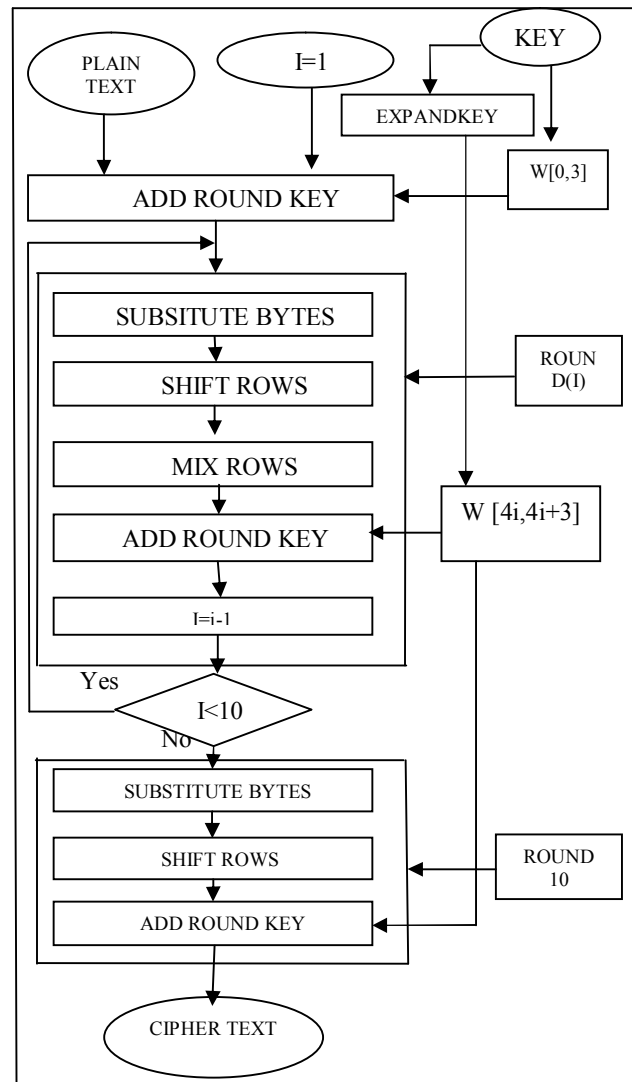 PLAIN
TEXT
I=1
KEY
EXPANDKEY
W[0,3]
ADD ROUND KEY
SUBSITUTE BYTES
SHIFT ROWS
ROUN
D(I)
MIX ROWS
W [4i,4i+3]
ADD ROUND KEY
I=i-1
Yes
I<10
No
SUBSTITUTE BYTES
SHIFT ROWS
ROUND
10
ADD ROUND KEY
CIPHER TEXT